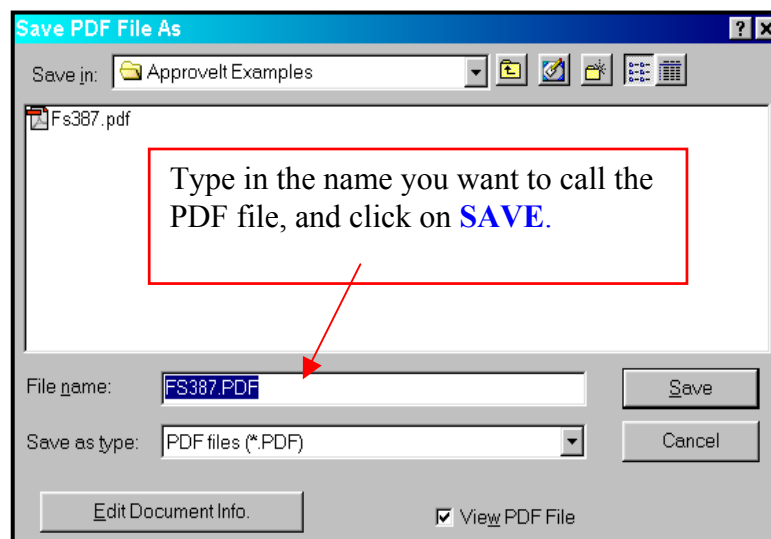 Save PDF File As
Save in: ApproveIt Examples
Fs387.pdf
Type in the name you want to call the
PDF file, and click on SAVE.
File name: FS387.PDF Save
Save as type: PDF files (*.PDF) Cancel
Edit Document Info. View PDF File